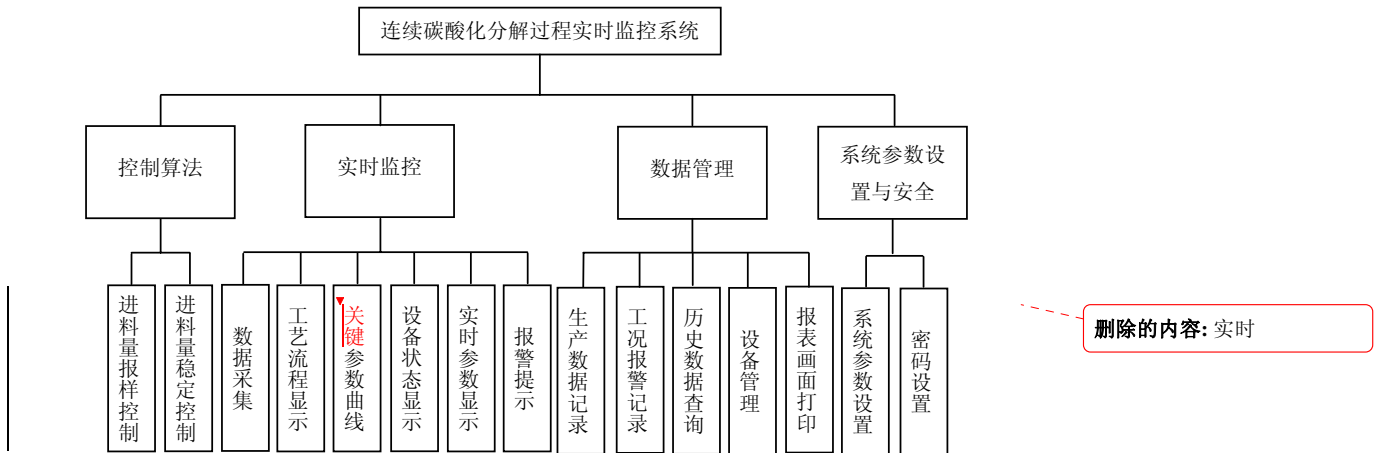 连续碳酸化分解过程实时监控系统
控制算法
实时监控
数据管理
系统参数设
置与安全
进料量报样控制
进料量稳定控制
数据采集
工艺流程显示
关键参数曲线
设备状态显示
实时参数显示
报警提示
生产数据记录
工况报警记录
历史数据查询
设备管理
报表画面打印
系统参数设置
密码设置
删除的内容: 实时